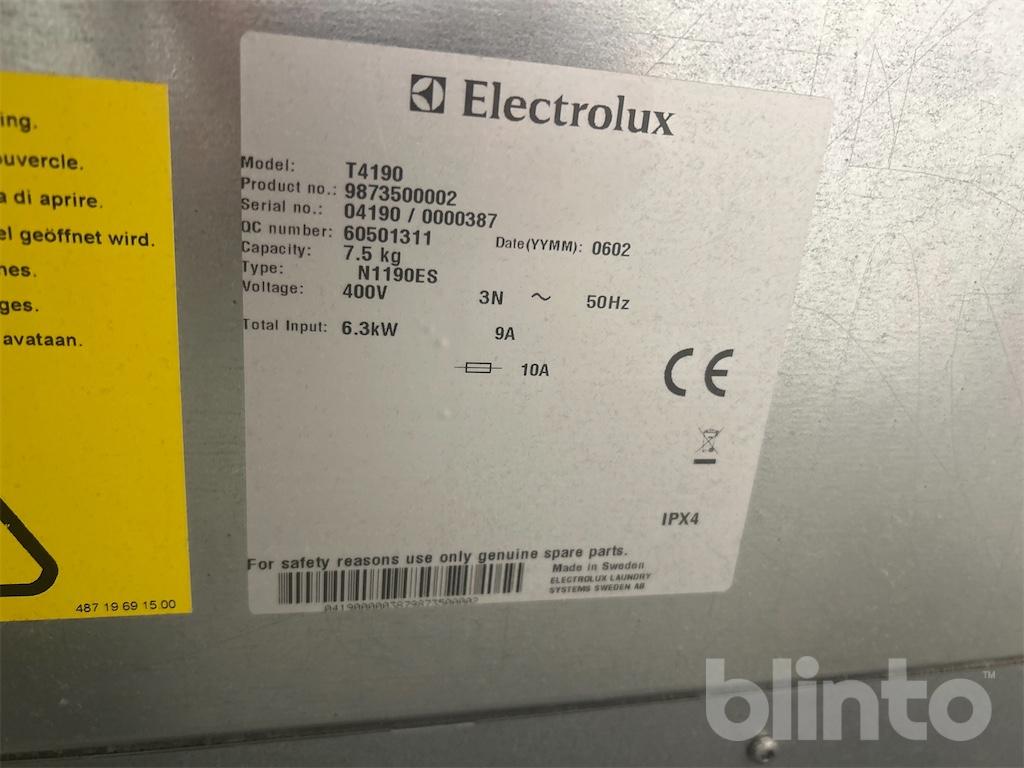 ing.
ouvercle.
a di aprire.
el geöffnet wird.
nes.
ges.
avataan.
487 19 69 15 00
Electrolux
Model: T4190
Product no.: 9873500002
Serial no.: 04190 / 0000387
QC number: 60501311 Date(YYMM): 0602
Capacity: 7.5 kg
Type: N1190ES
Voltage: 400V 3N ~ 50Hz
Total Input: 6.3kW 9A
10A
CE
IPX4
For safety reasons use only genuine spare parts.
Made in Sweden
ELECTROLUX LAUNDRY
SYSTEMS SWEDEN AB
0419000003879873500002
blinto™